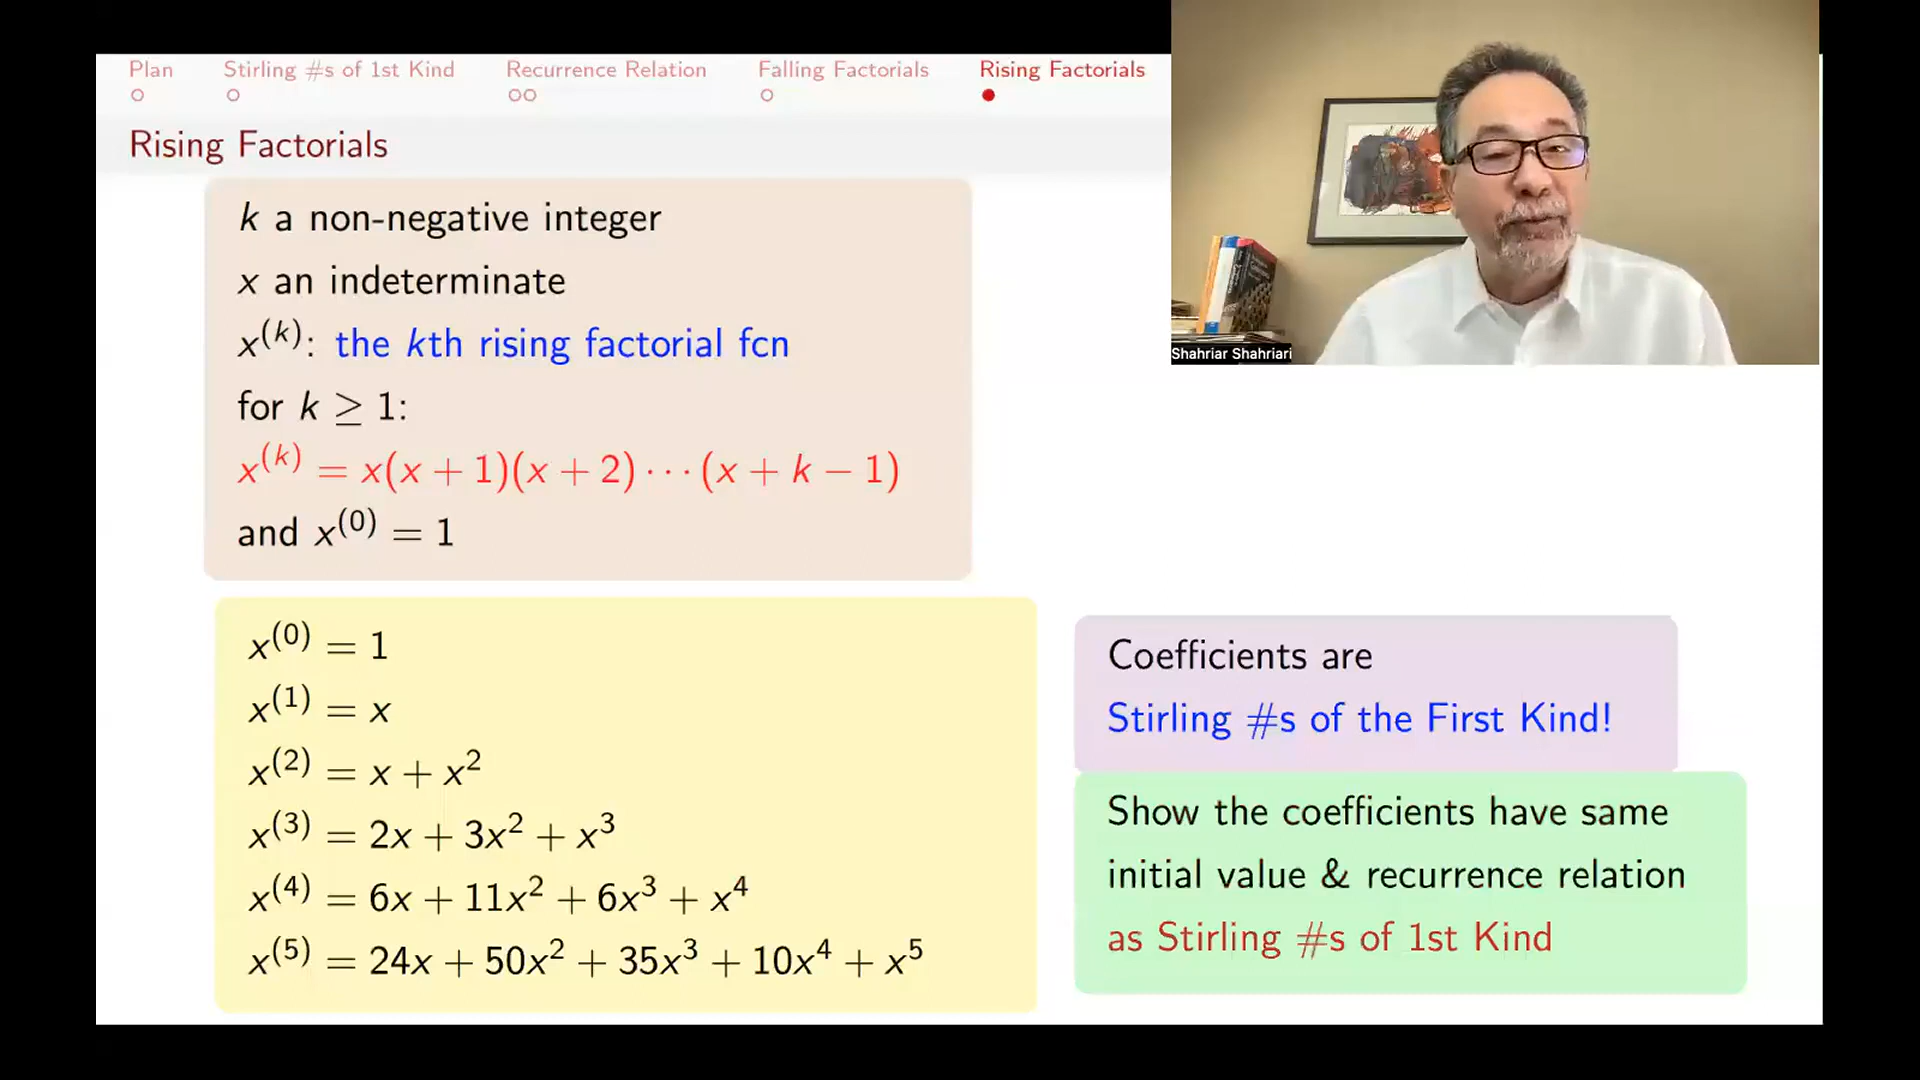 Plan Stirling #s of 1st Kind Recurrence Relation Falling Factorials Rising Factorials
Rising Factorials
k a non-negative integer
x an indeterminate
x^(k): the kth rising factorial fcn
for k ≥ 1:
x^(k) = x(x + 1)(x + 2) ··· (x + k − 1)
and x^(0) = 1
x^(0) = 1
x^(1) = x
x^(2) = x + x^2
x^(3) = 2x + 3x^2 + x^3
x^(4) = 6x + 11x^2 + 6x^3 + x^4
x^(5) = 24x + 50x^2 + 35x^3 + 10x^4 + x^5
Coefficients are
Stirling #s of the First Kind!
Show the coefficients have same
initial value & recurrence relation
as Stirling #s of 1st Kind
Shahriar Shahriari